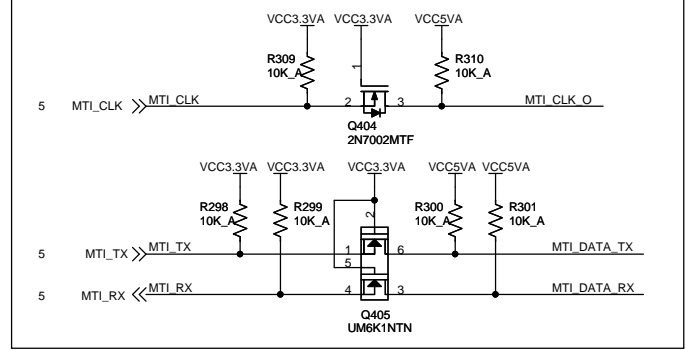 VCC3.3VA VCC3.3VA VCC5VA
R309
10K_A
R310
10K_A
1
5 MTI_CLK MTI_CLK 2 3 MTI_CLK_O
Q404
2N7002MTF
VCC3.3VA VCC3.3VA VCC3.3VA VCC5VA VCC5VA
R298
10K_A
R299
10K_A
R300
10K_A
R301
10K_A
2
5 MTI_TX MTI_TX 1 6 MTI_DATA_TX
5
5 MTI_RX MTI_RX 4 3 MTI_DATA_RX
Q405
UM6K1NTN